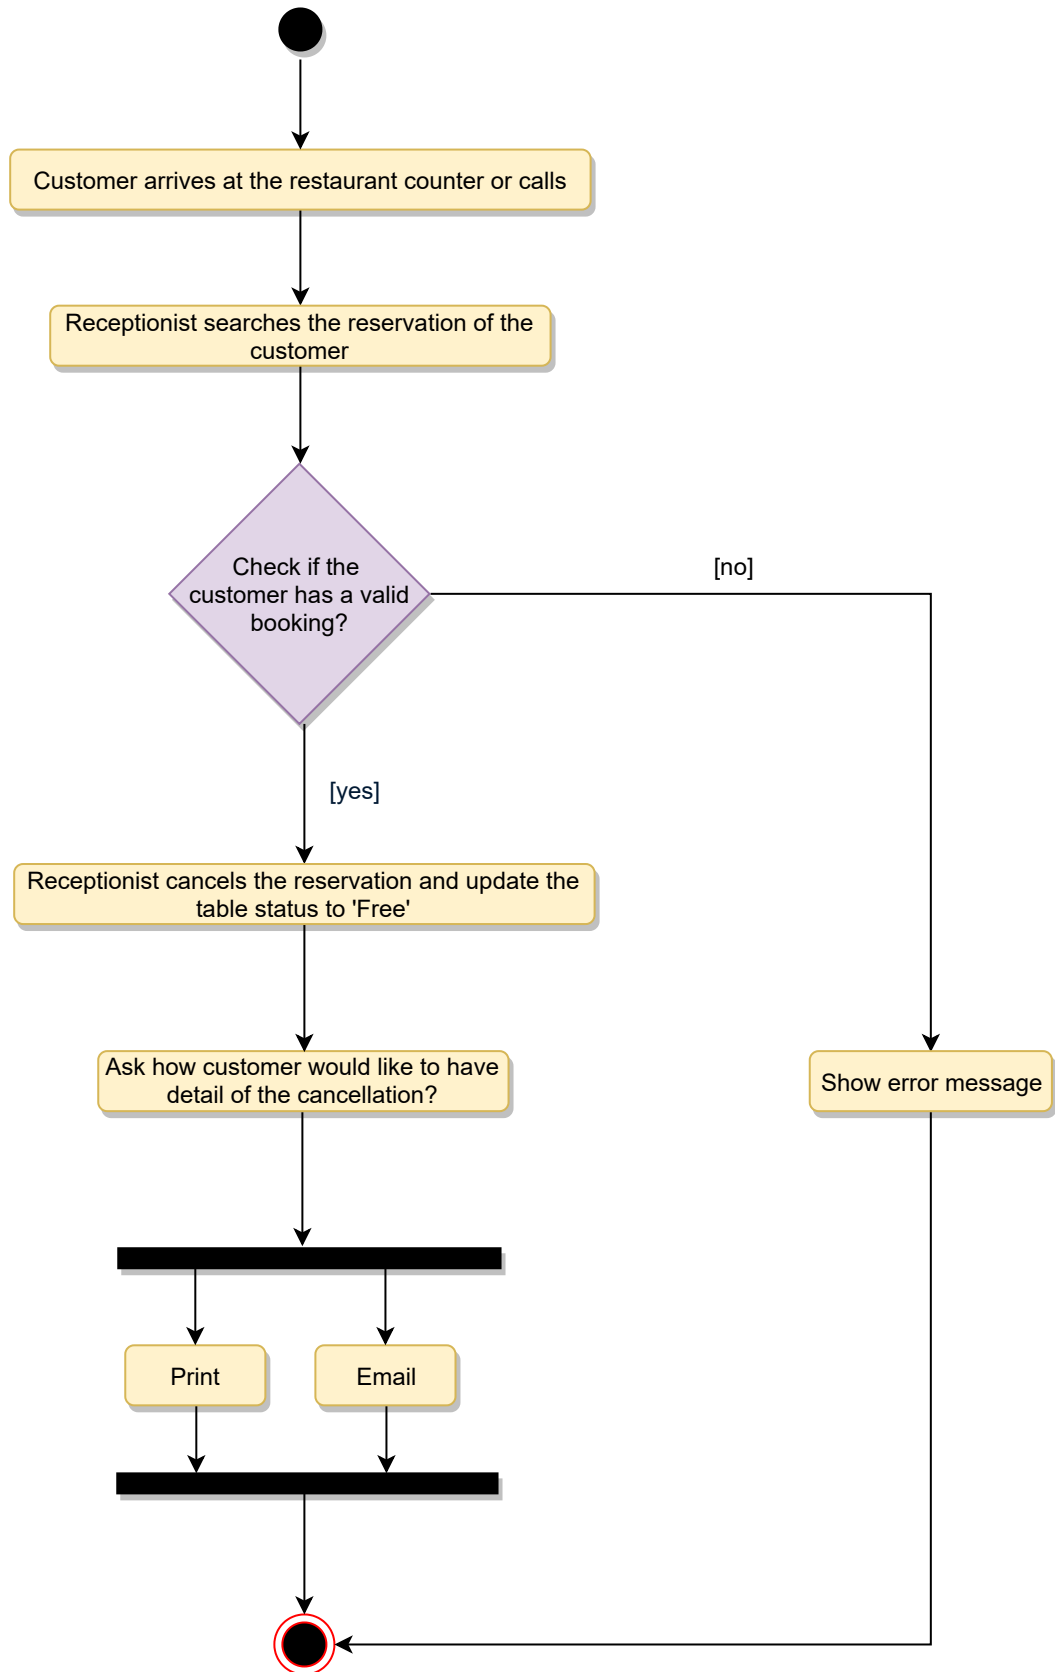 Customer arrives at the restaurant counter or calls
Receptionist searches the reservation of the
customer
Check if the
customer has a valid
booking?
[no]
[yes]
Receptionist cancels the reservation and update the
table status to 'Free'
Ask how customer would like to have
detail of the cancellation?
Show error message
Print
Email